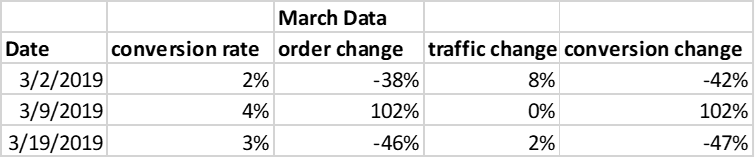 March Data
Date conversion rate order change traffic change conversion change
3/2/2019 2% -38% 8% -42%
3/9/2019 4% 102% 0% 102%
3/19/2019 3% -46% 2% -47%